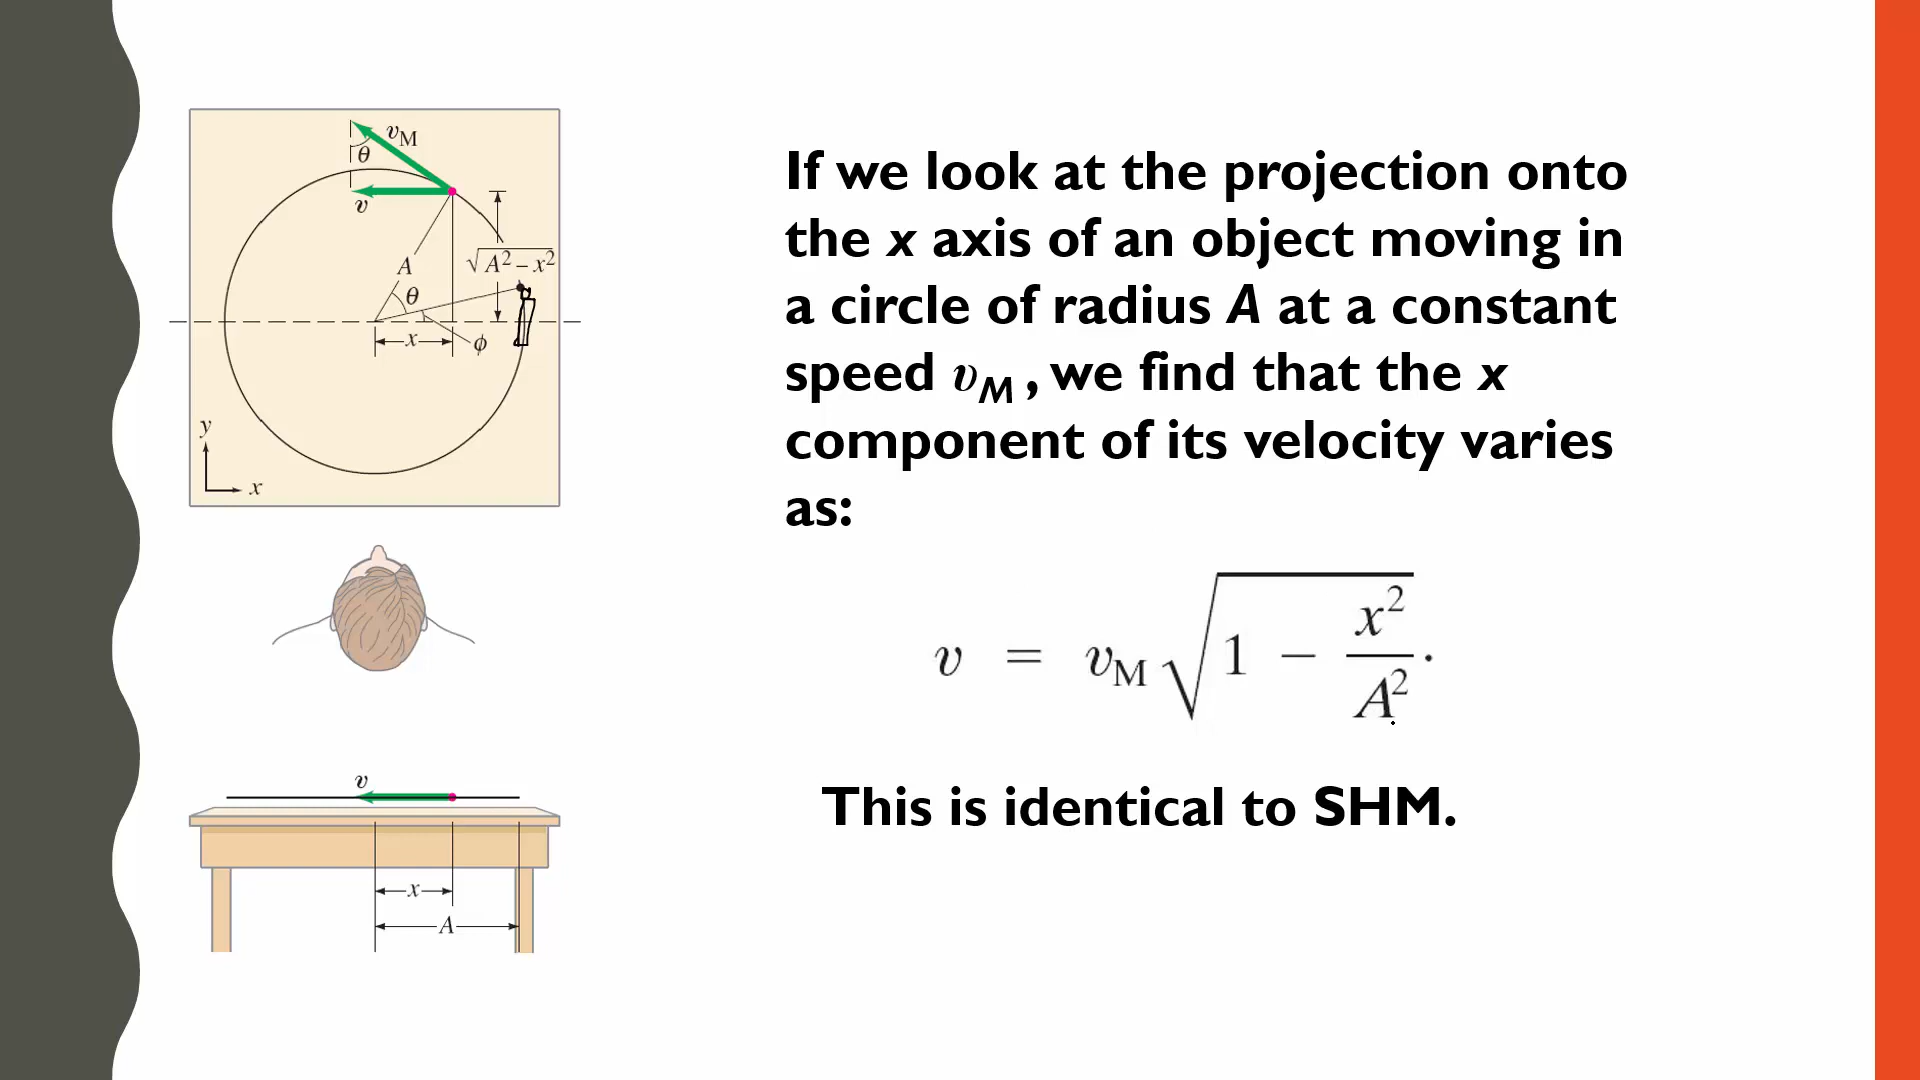 v_M
θ
v
A
√A² – x²
θ
x
ϕ
y
x
If we look at the projection onto
the x axis of an object moving in
a circle of radius A at a constant
speed v_M , we find that the x
component of its velocity varies
as:
v = v_M √1 − x²/A² .
This is identical to SHM.
v
x
A